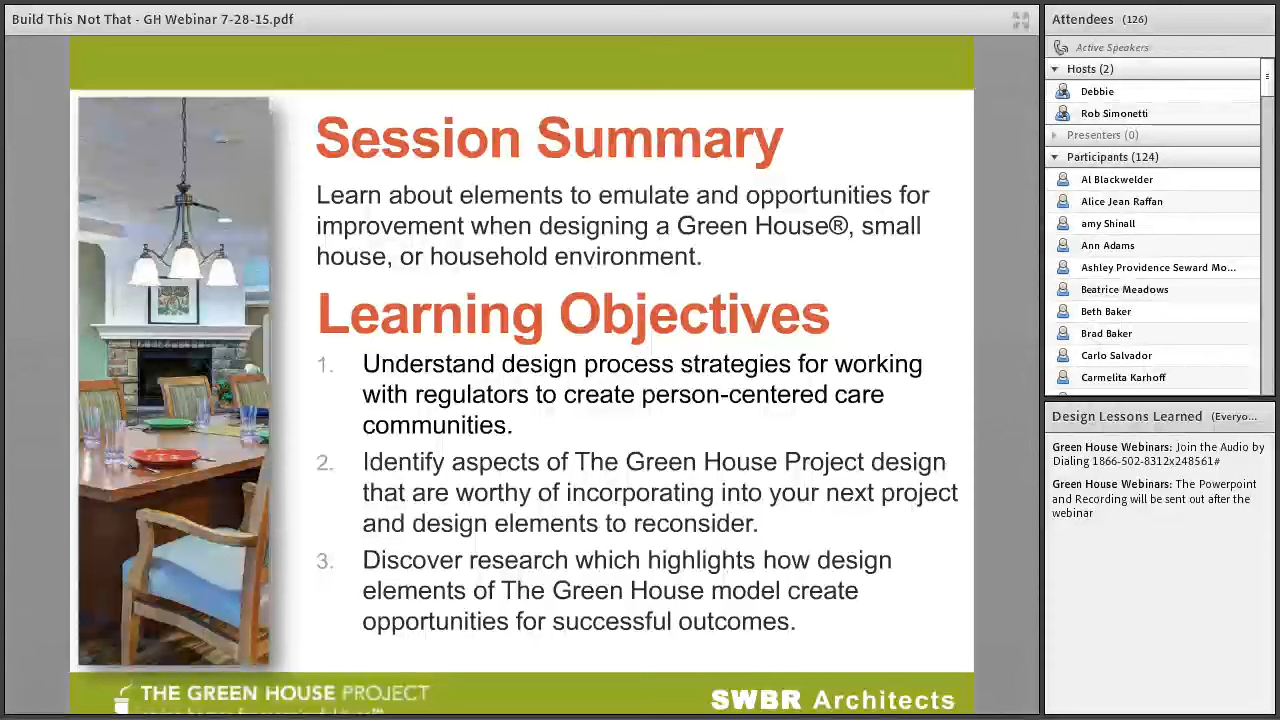 Build This Not That - GH Webinar 7-28-15.pdf
Session Summary
Learn about elements to emulate and opportunities for
improvement when designing a Green House®, small
house, or household environment.
Learning Objectives
1. Understand design process strategies for working
with regulators to create person-centered care
communities.
2. Identify aspects of The Green House Project design
that are worthy of incorporating into your next project
and design elements to reconsider.
3. Discover research which highlights how design
elements of The Green House model create
opportunities for successful outcomes.
THE GREEN HOUSE PROJECT
SWBR Architects
Attendees (126)
Active Speakers
Hosts (2)
Debbie
Rob Simonetti
Presenters (0)
Participants (124)
Al Blackwelder
Alice Jean Raffan
amy Shinall
Ann Adams
Ashley Providence Seward Mo...
Beatrice Meadows
Beth Baker
Brad Baker
Carlo Salvador
Carmelita Karhoff
Design Lessons Learned (Everyo...
Green House Webinars: Join the Audio by
Dialing 1866-502-8312x248561#
Green House Webinars: The Powerpoint
and Recording will be sent out after the
webinar